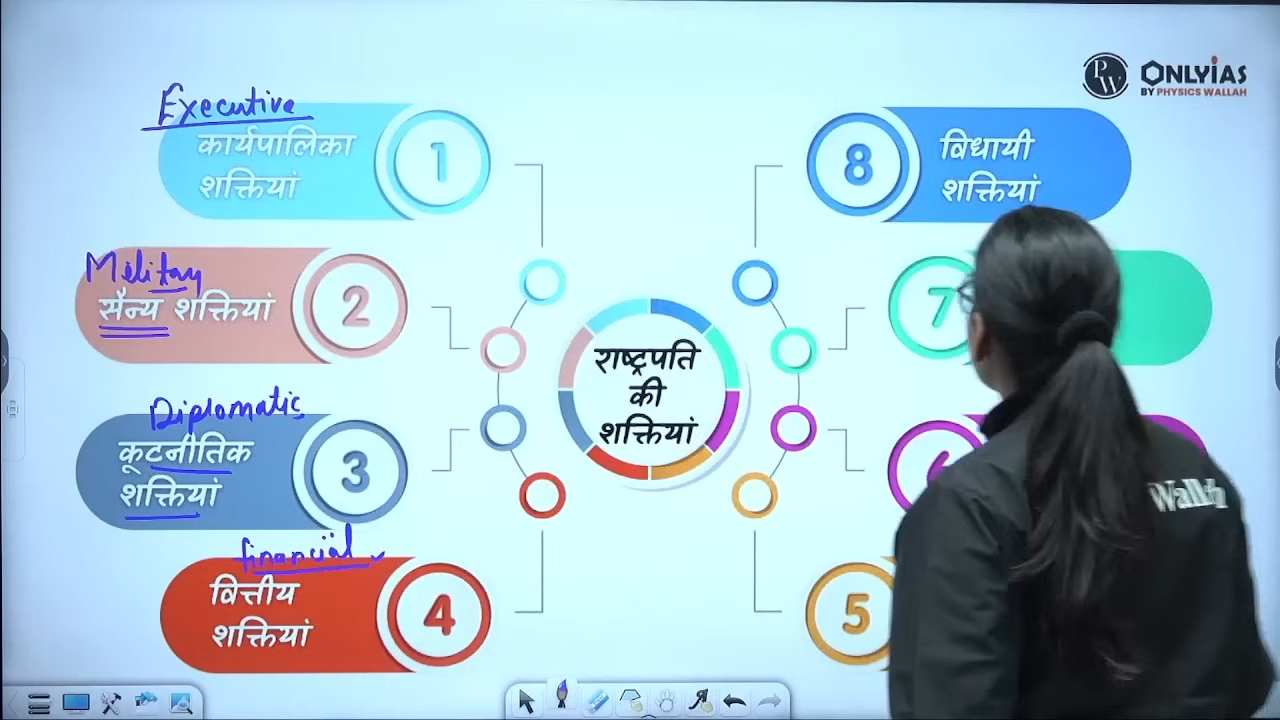 PW
ONLYIAS
BY PHYSICS WALLAH
Executive
कार्यपालिका
शक्तियां
1
Military
सैन्य शक्तियां
2
Diplomatic
कूटनीतिक
शक्तियां
3
financial
वित्तीय
शक्तियां
4
राष्ट्रपति
की
शक्तियां
8
विधायी
शक्तियां
7
5
Wallah